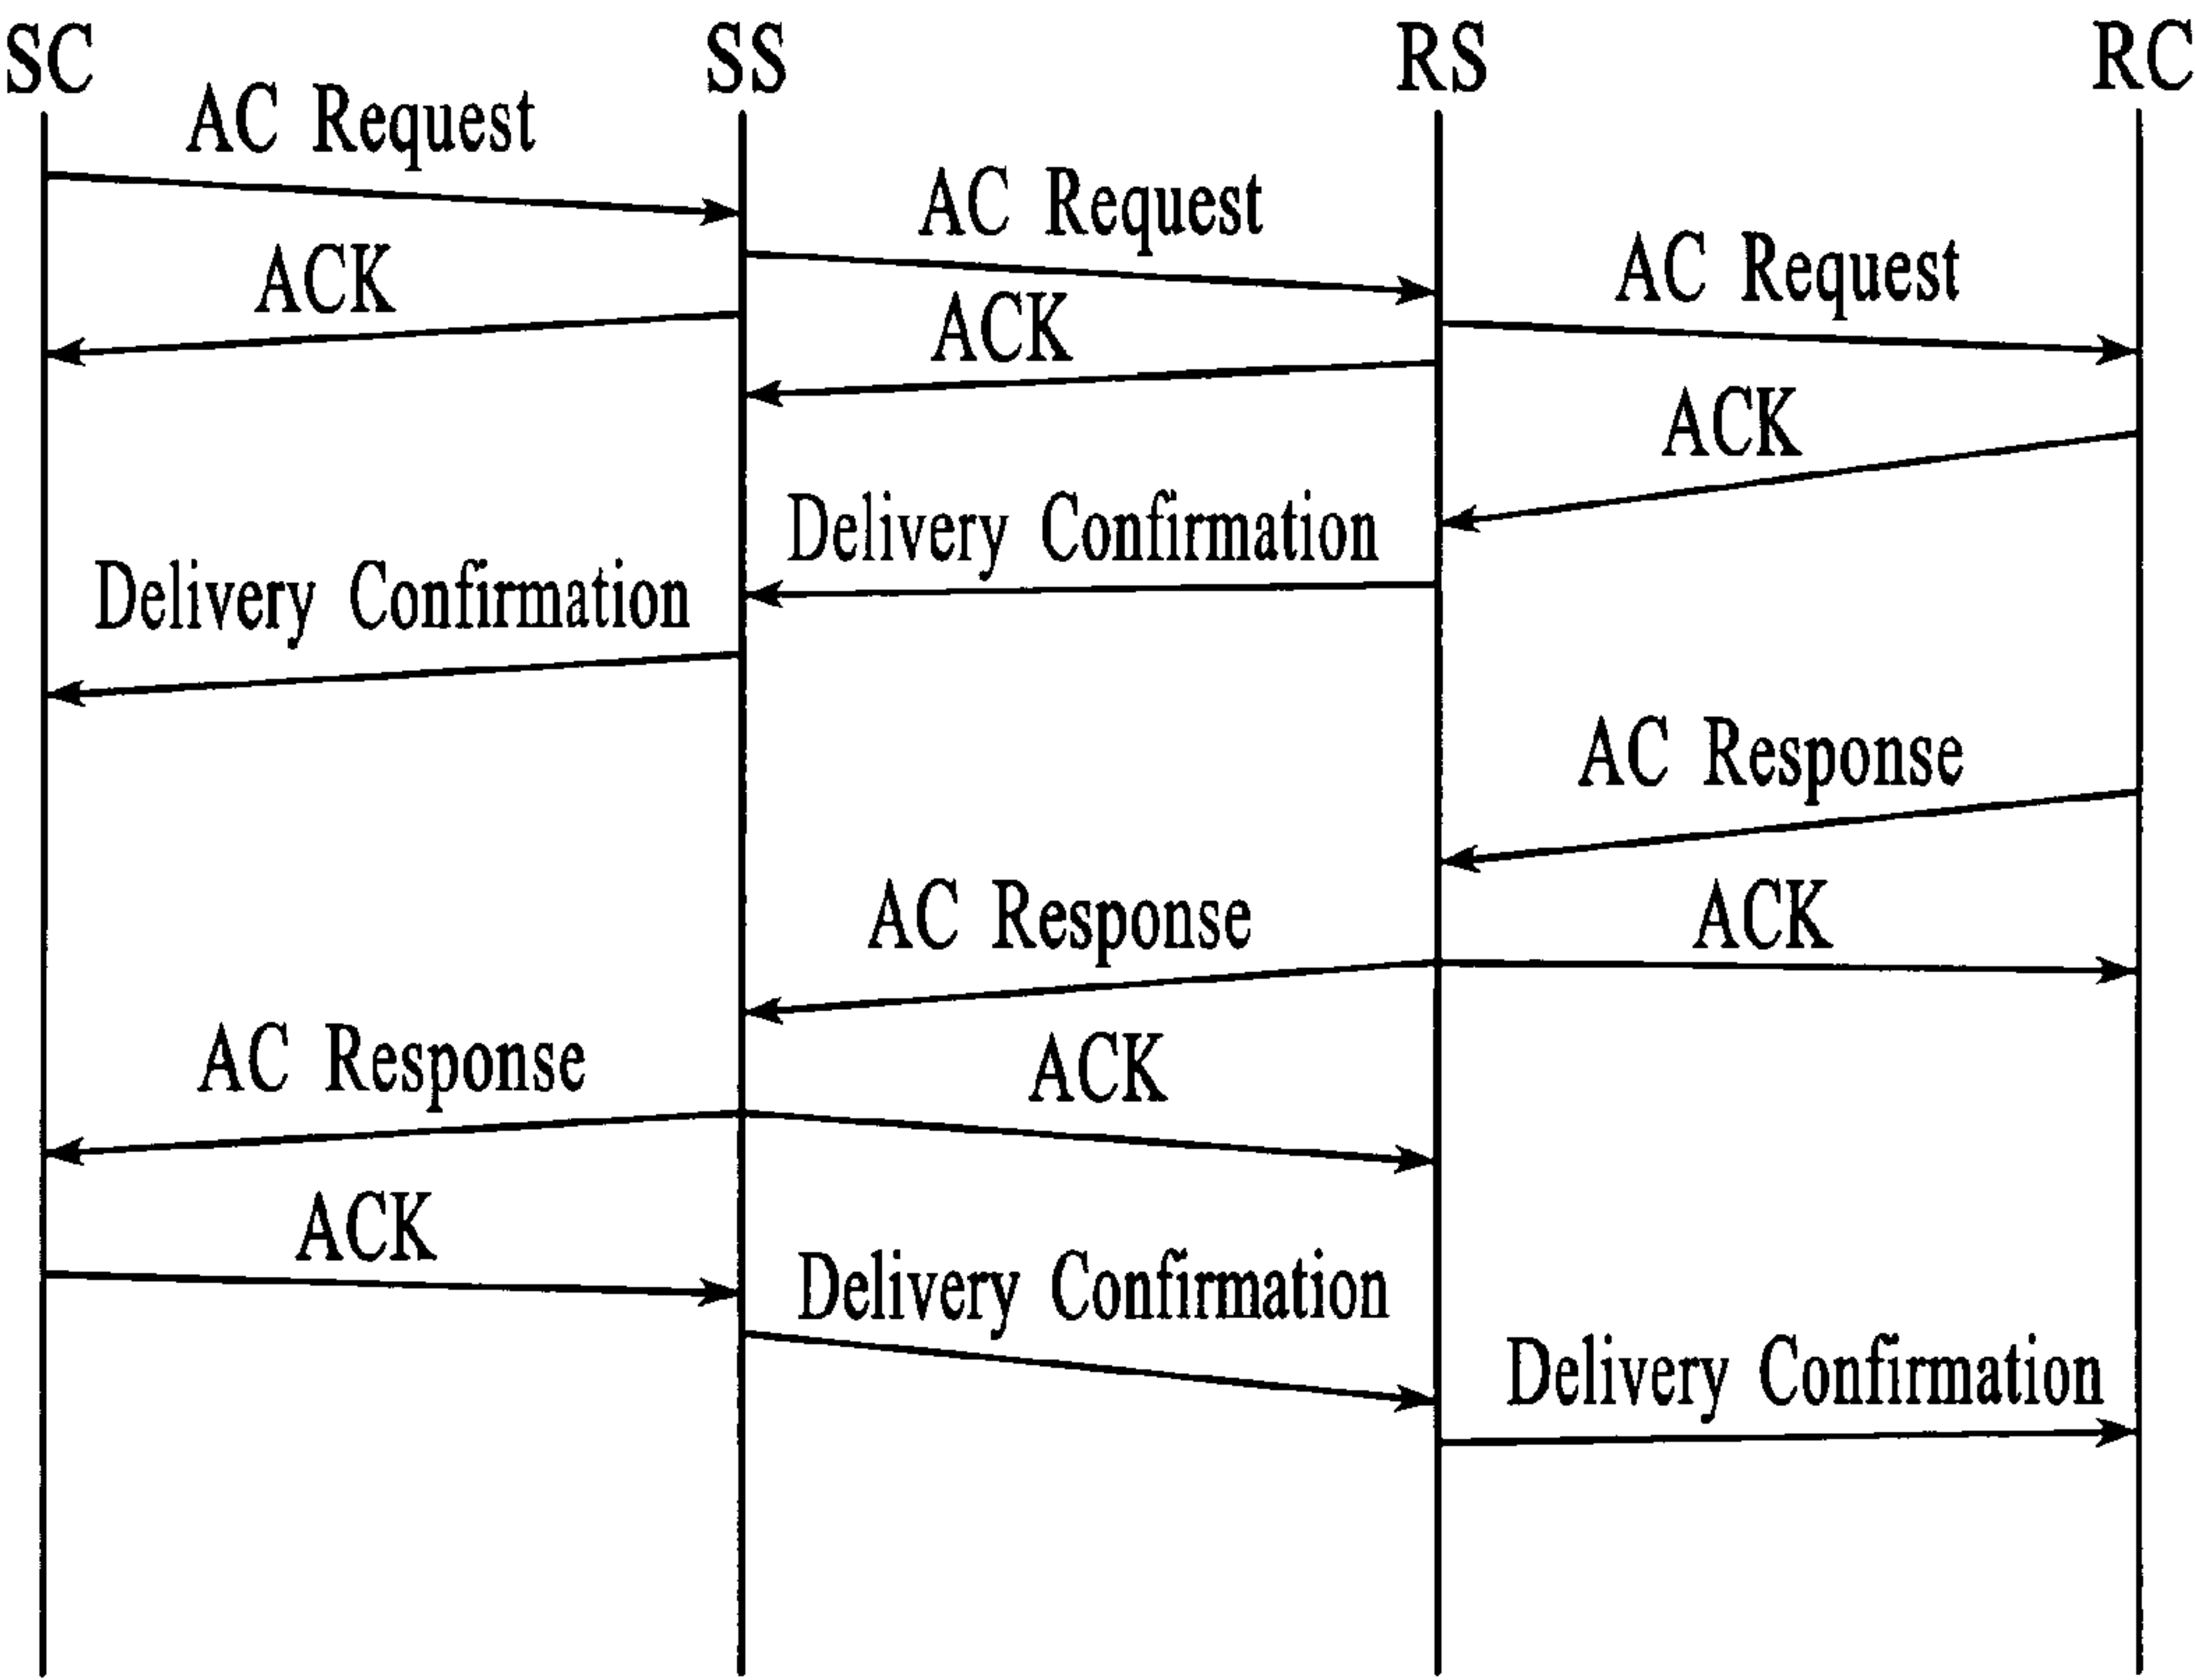 SC SS RS RC
AC Request
AC Request
AC Request
ACK
ACK
ACK
Delivery Confirmation
Delivery Confirmation
AC Response
AC Response
ACK
AC Response
ACK
ACK
Delivery Confirmation
Delivery Confirmation